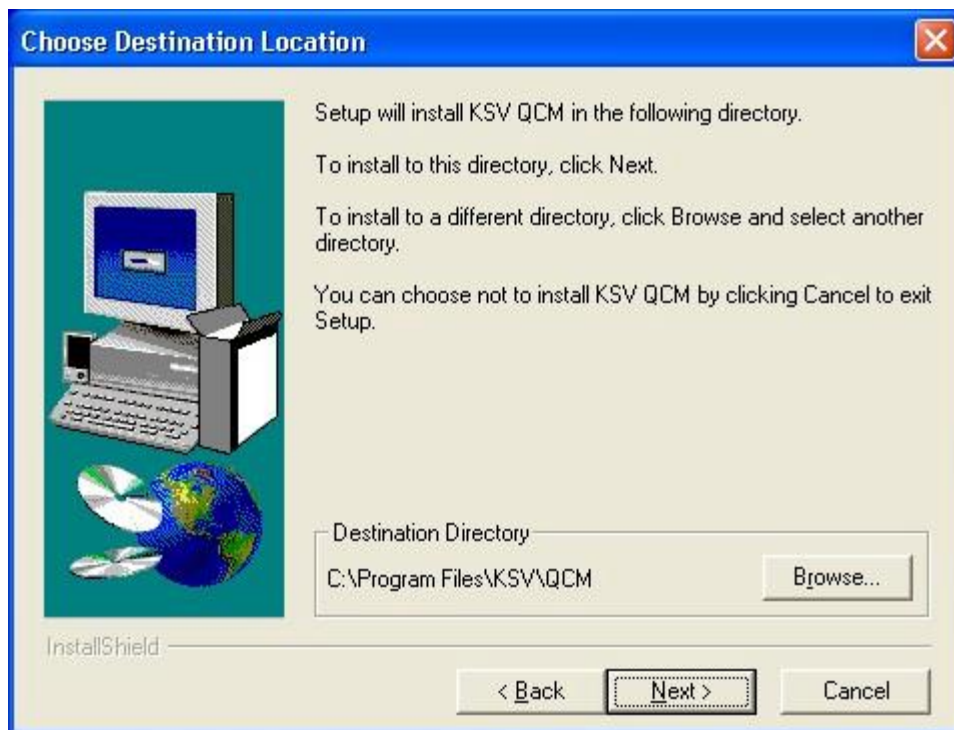 Choose Destination Location
Setup will install KSV QCM in the following directory.
To install to this directory, click Next.
To install to a different directory, click Browse and select another
directory.
You can choose not to install KSV QCM by clicking Cancel to exit
Setup.
Destination Directory
C:\Program Files\KSV\QCM
Browse...
InstallShield
< Back
Next >
Cancel